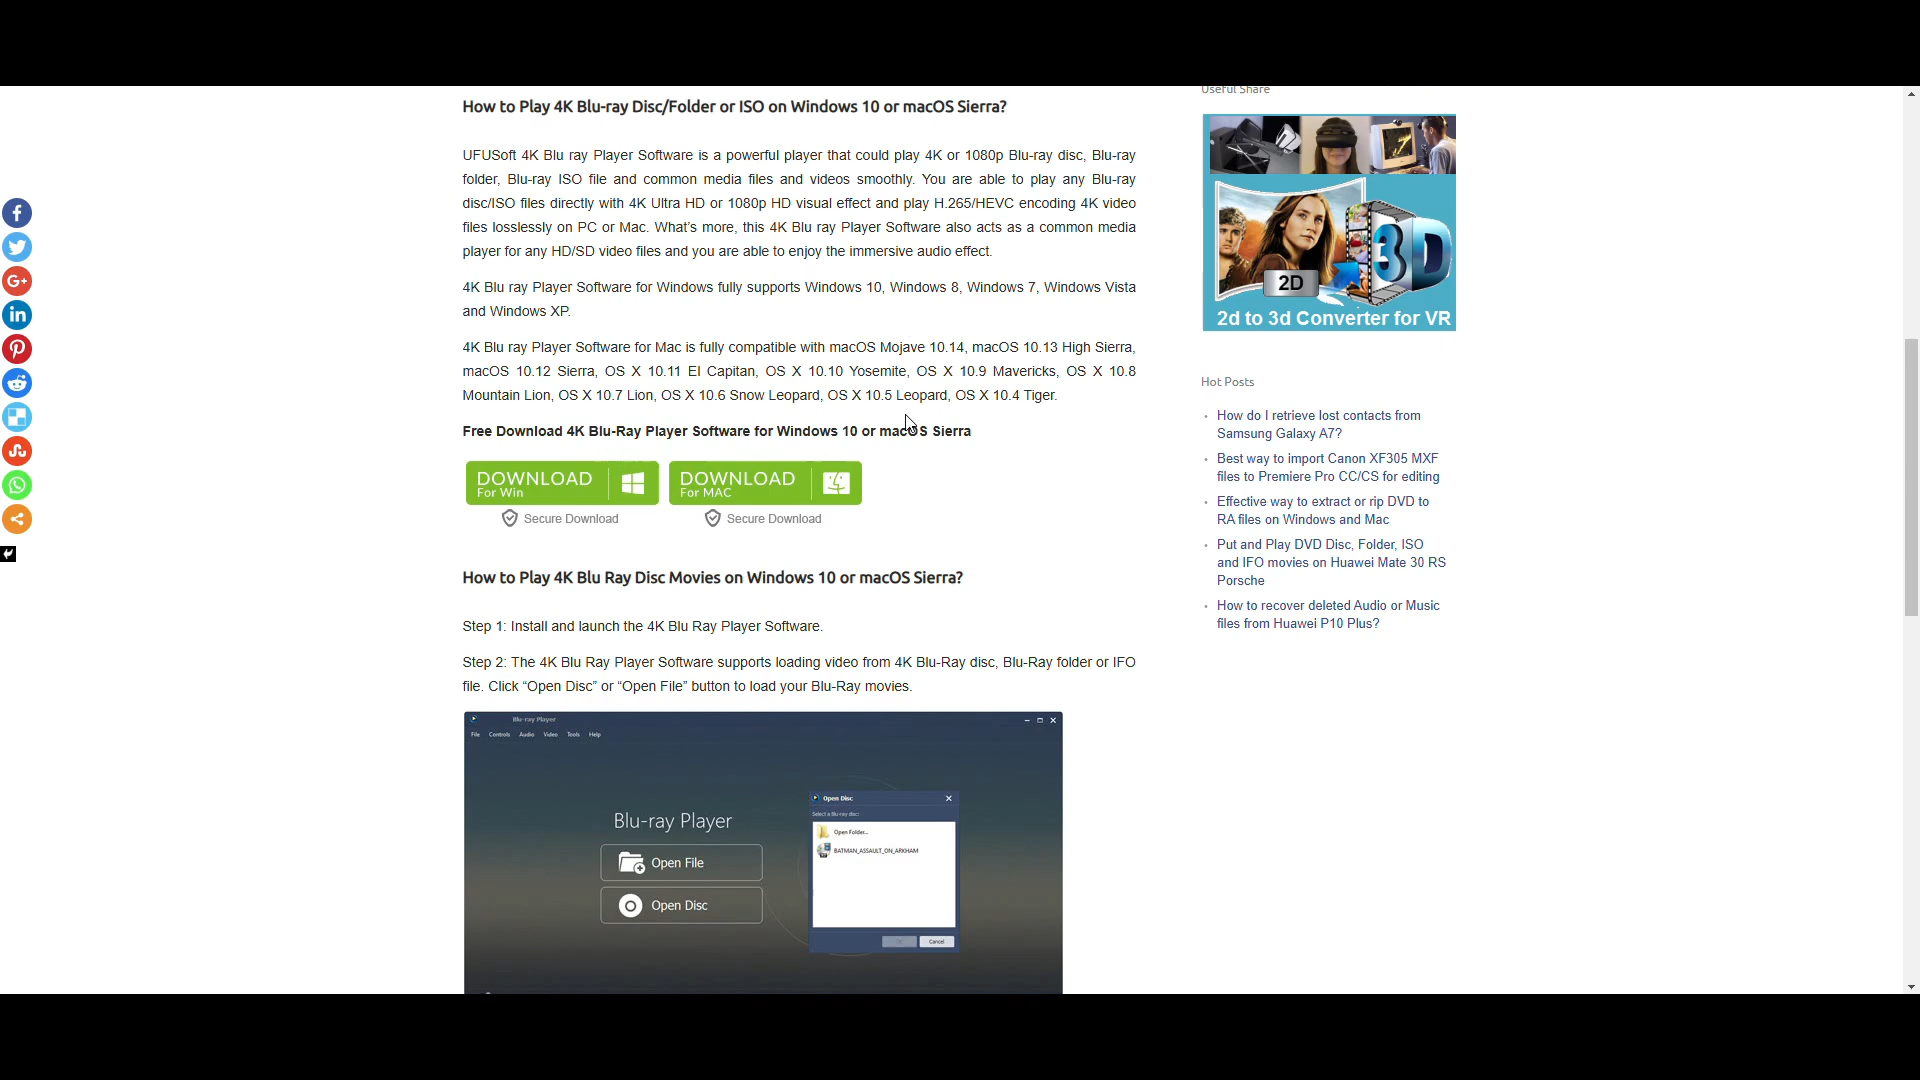 Useful Share
How to Play 4K Blu-ray Disc/Folder or ISO on Windows 10 or macOS Sierra?
UFUSoft 4K Blu ray Player Software is a powerful player that could play 4K or 1080p Blu-ray disc, Blu-ray
folder, Blu-ray ISO file and common media files and videos smoothly. You are able to play any Blu-ray
disc/ISO files directly with 4K Ultra HD or 1080p HD visual effect and play H.265/HEVC encoding 4K video
files losslessly on PC or Mac. What's more, this 4K Blu ray Player Software also acts as a common media
player for any HD/SD video files and you are able to enjoy the immersive audio effect.
4K Blu ray Player Software for Windows fully supports Windows 10, Windows 8, Windows 7, Windows Vista
and Windows XP.
4K Blu ray Player Software for Mac is fully compatible with macOS Mojave 10.14, macOS 10.13 High Sierra,
macOS 10.12 Sierra, OS X 10.11 El Capitan, OS X 10.10 Yosemite, OS X 10.9 Mavericks, OS X 10.8
Mountain Lion, OS X 10.7 Lion, OS X 10.6 Snow Leopard, OS X 10.5 Leopard, OS X 10.4 Tiger.
Free Download 4K Blu-Ray Player Software for Windows 10 or macOS Sierra
DOWNLOAD
For Win
DOWNLOAD
For MAC
Secure Download
Secure Download
How to Play 4K Blu Ray Disc Movies on Windows 10 or macOS Sierra?
Step 1: Install and launch the 4K Blu Ray Player Software.
Step 2: The 4K Blu Ray Player Software supports loading video from 4K Blu-Ray disc, Blu-Ray folder or IFO
file. Click “Open Disc” or “Open File” button to load your Blu-Ray movies.
Blu-ray Player
File Controls Audio Video Tools Help
Blu-ray Player
Open File
Open Disc
Open Disc
Select a Blu-ray disc:
Open Folder...
BATMAN_ASSAULT_ON_ARKHAM
Cancel
3D
2D
2d to 3d Converter for VR
Hot Posts
How do I retrieve lost contacts from
Samsung Galaxy A7?
Best way to import Canon XF305 MXF
files to Premiere Pro CC/CS for editing
Effective way to extract or rip DVD to
RA files on Windows and Mac
Put and Play DVD Disc, Folder, ISO
and IFO movies on Huawei Mate 30 RS
Porsche
How to recover deleted Audio or Music
files from Huawei P10 Plus?